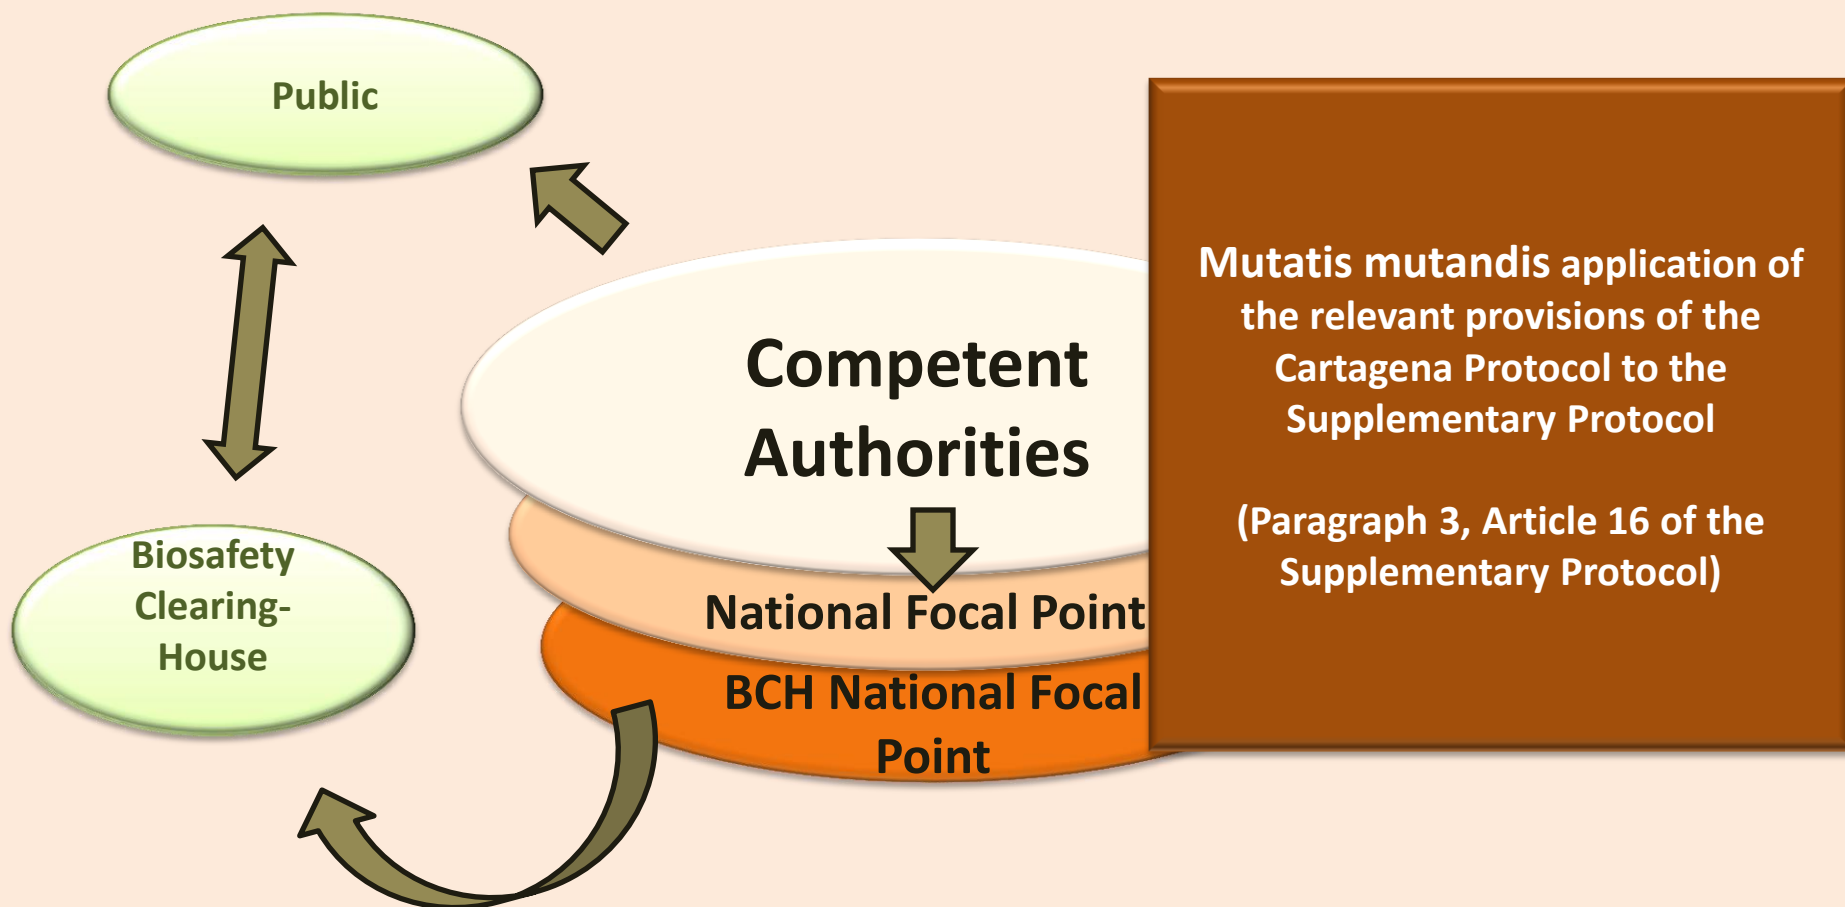 Public
Competent
Authorities
National Focal Point
BCH National Focal
Point
Biosafety
Clearing-
House
Mutatis mutandis application of
the relevant provisions of the
Cartagena Protocol to the
Supplementary Protocol
(Paragraph 3, Article 16 of the
Supplementary Protocol)